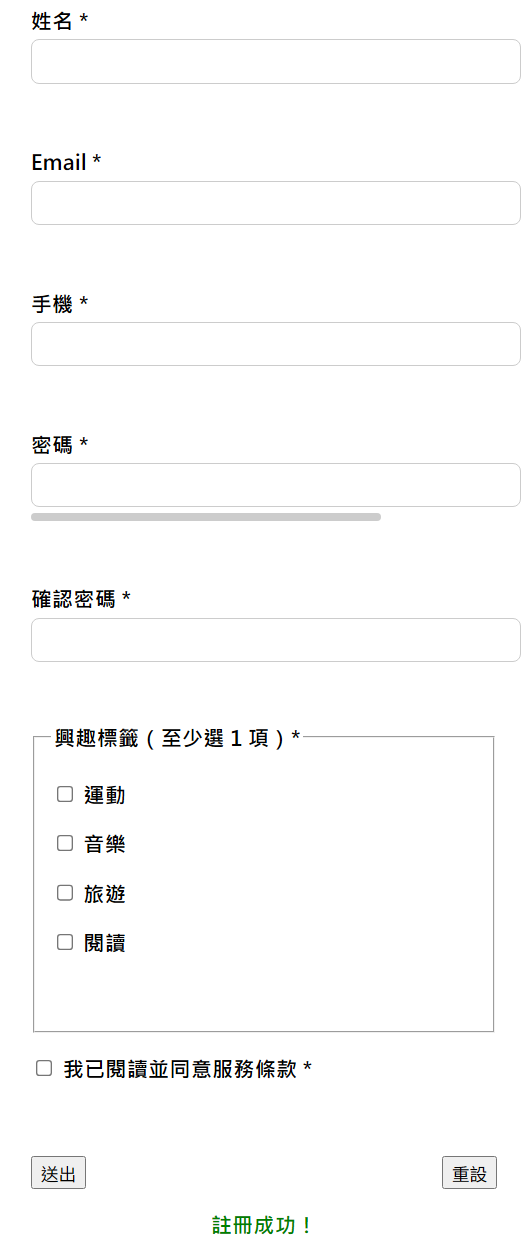 姓名 *
Email *
手機 *
密碼 *
確認密碼 *
興趣標籤（至少選 1 項）*
運動
音樂
旅遊
閱讀
我已閱讀並同意服務條款 *
送出
重設
註冊成功！